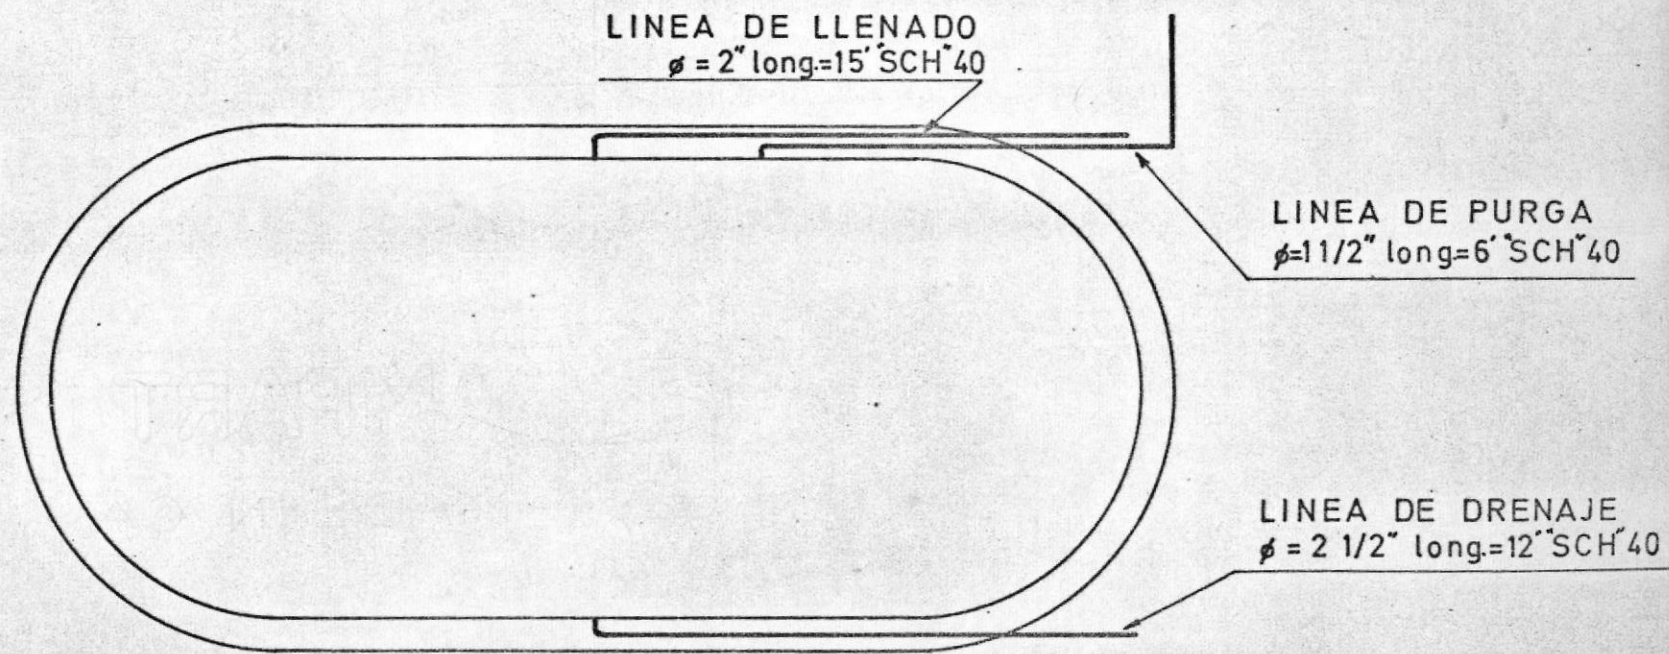 LINEA DE LLENADO
ø = 2" long.=15' "SCH" 40
LINEA DE PURGA
ø=1 1/2" long=6' "SCH" 40
LINEA DE DRENAJE
ø = 2 1/2" long.=12' "SCH" 40